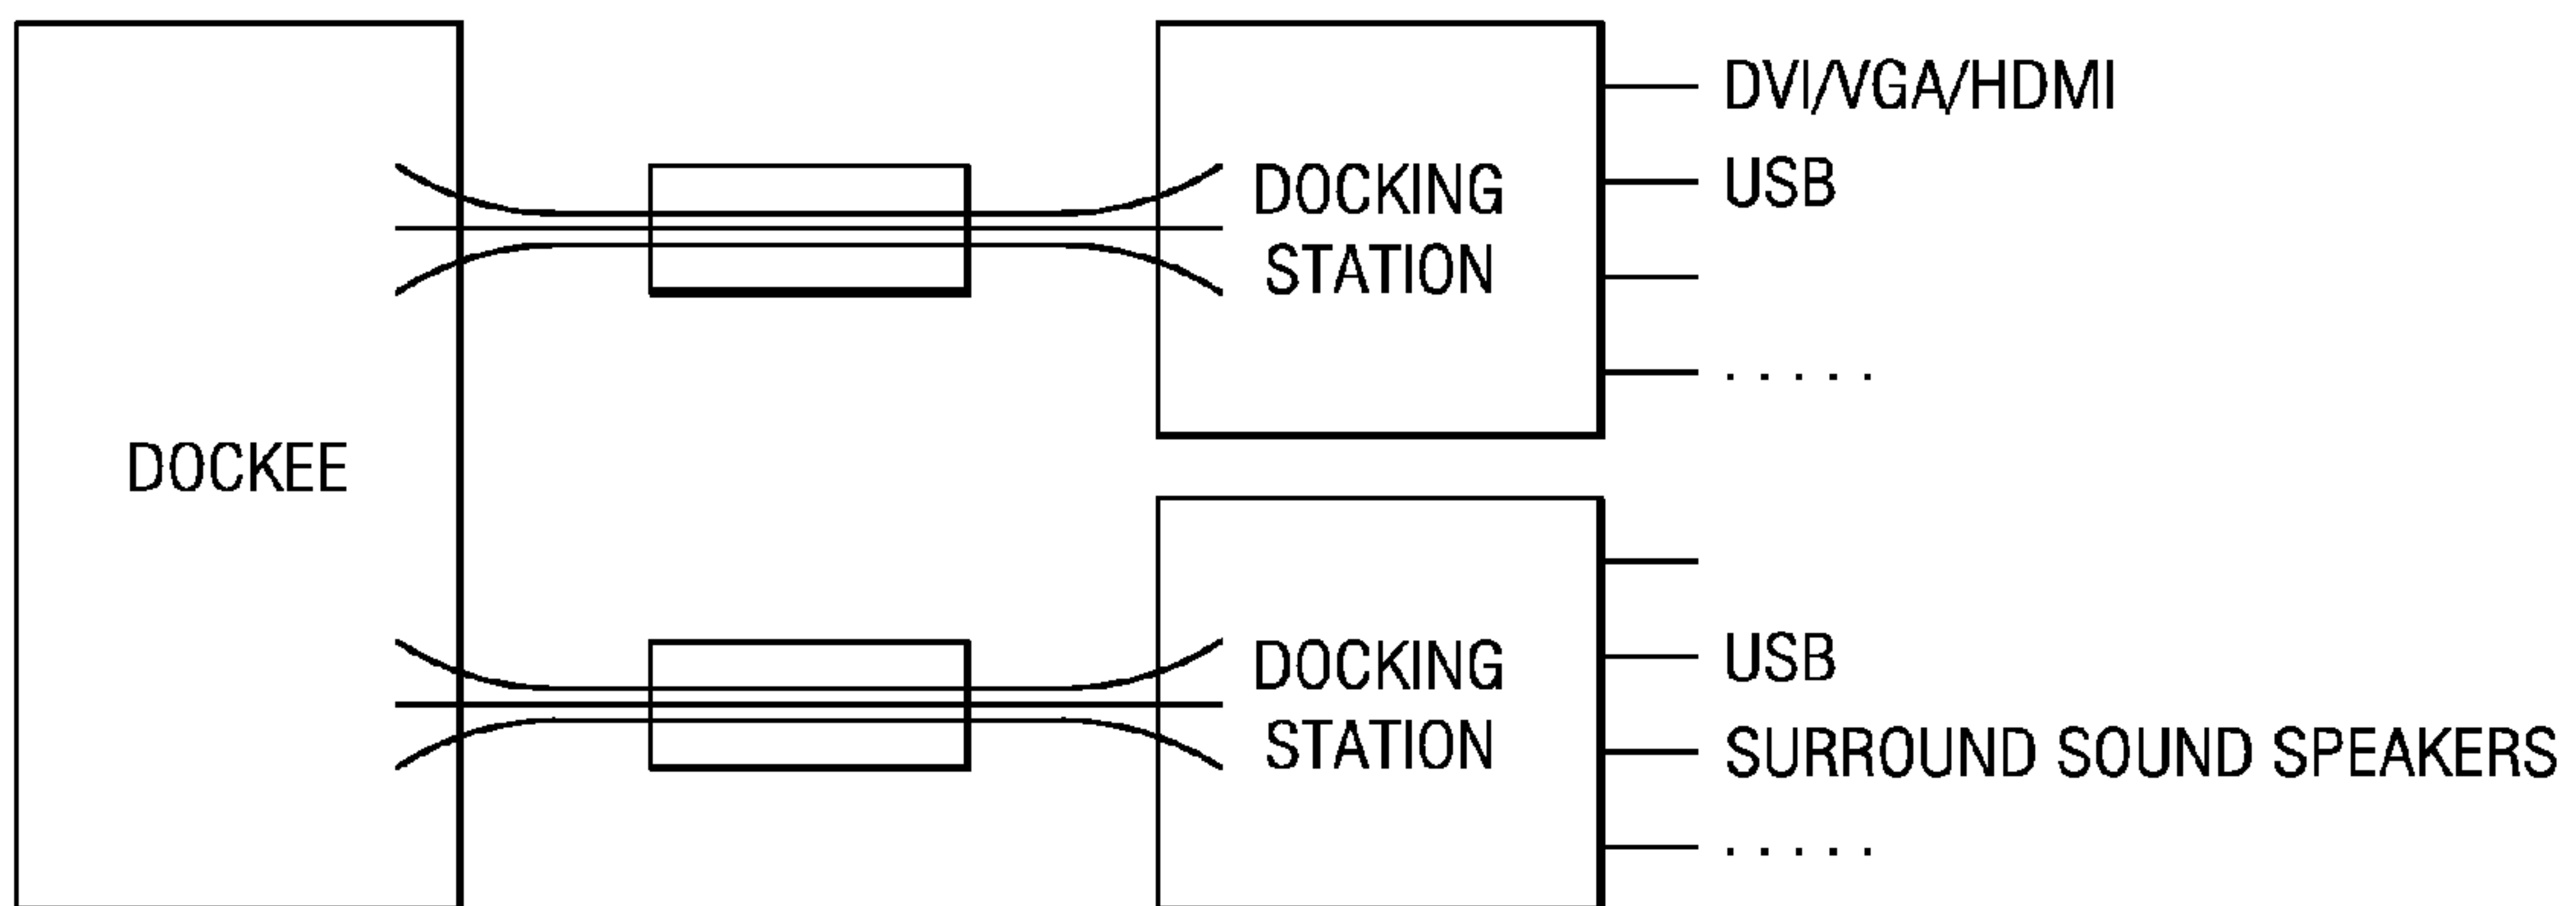 DOCKEE
DOCKING
STATION
DVI/VGA/HDMI
USB
. . . . .
DOCKING
STATION
USB
SURROUND SOUND SPEAKERS
. . . . .